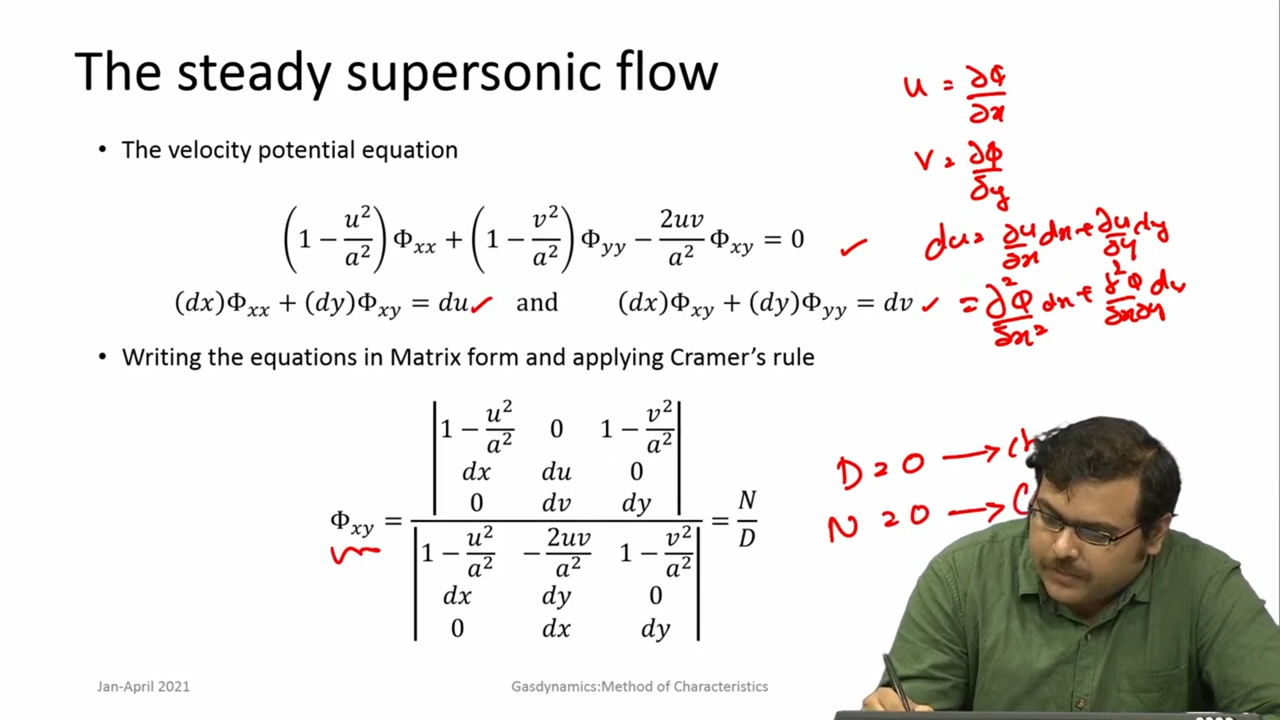 The steady supersonic flow
• The velocity potential equation
(1 − u²/a²) Φxx + (1 − v²/a²) Φyy − 2uv/a² Φxy = 0 ✓
(dx)Φxx + (dy)Φxy = du ✓ and (dx)Φxy + (dy)Φyy = dv ✓
• Writing the equations in Matrix form and applying Cramer’s rule
Φxy = | 1 − u²/a² 0 1 − v²/a² |
| dx du 0 |
| 0 dv dy |
/
| 1 − u²/a² − 2uv/a² 1 − v²/a² |
| dx dy 0 |
| 0 dx dy |
= N/D
u = ∂Φ/∂x
v = ∂Φ/∂y
du = ∂u/∂x dx + ∂u/∂y dy
= ∂²Φ/∂x² dx + ∂²Φ/∂x∂y dy
D = 0 →
N = 0 →
Jan-April 2021
Gasdynamics:Method of Characteristics